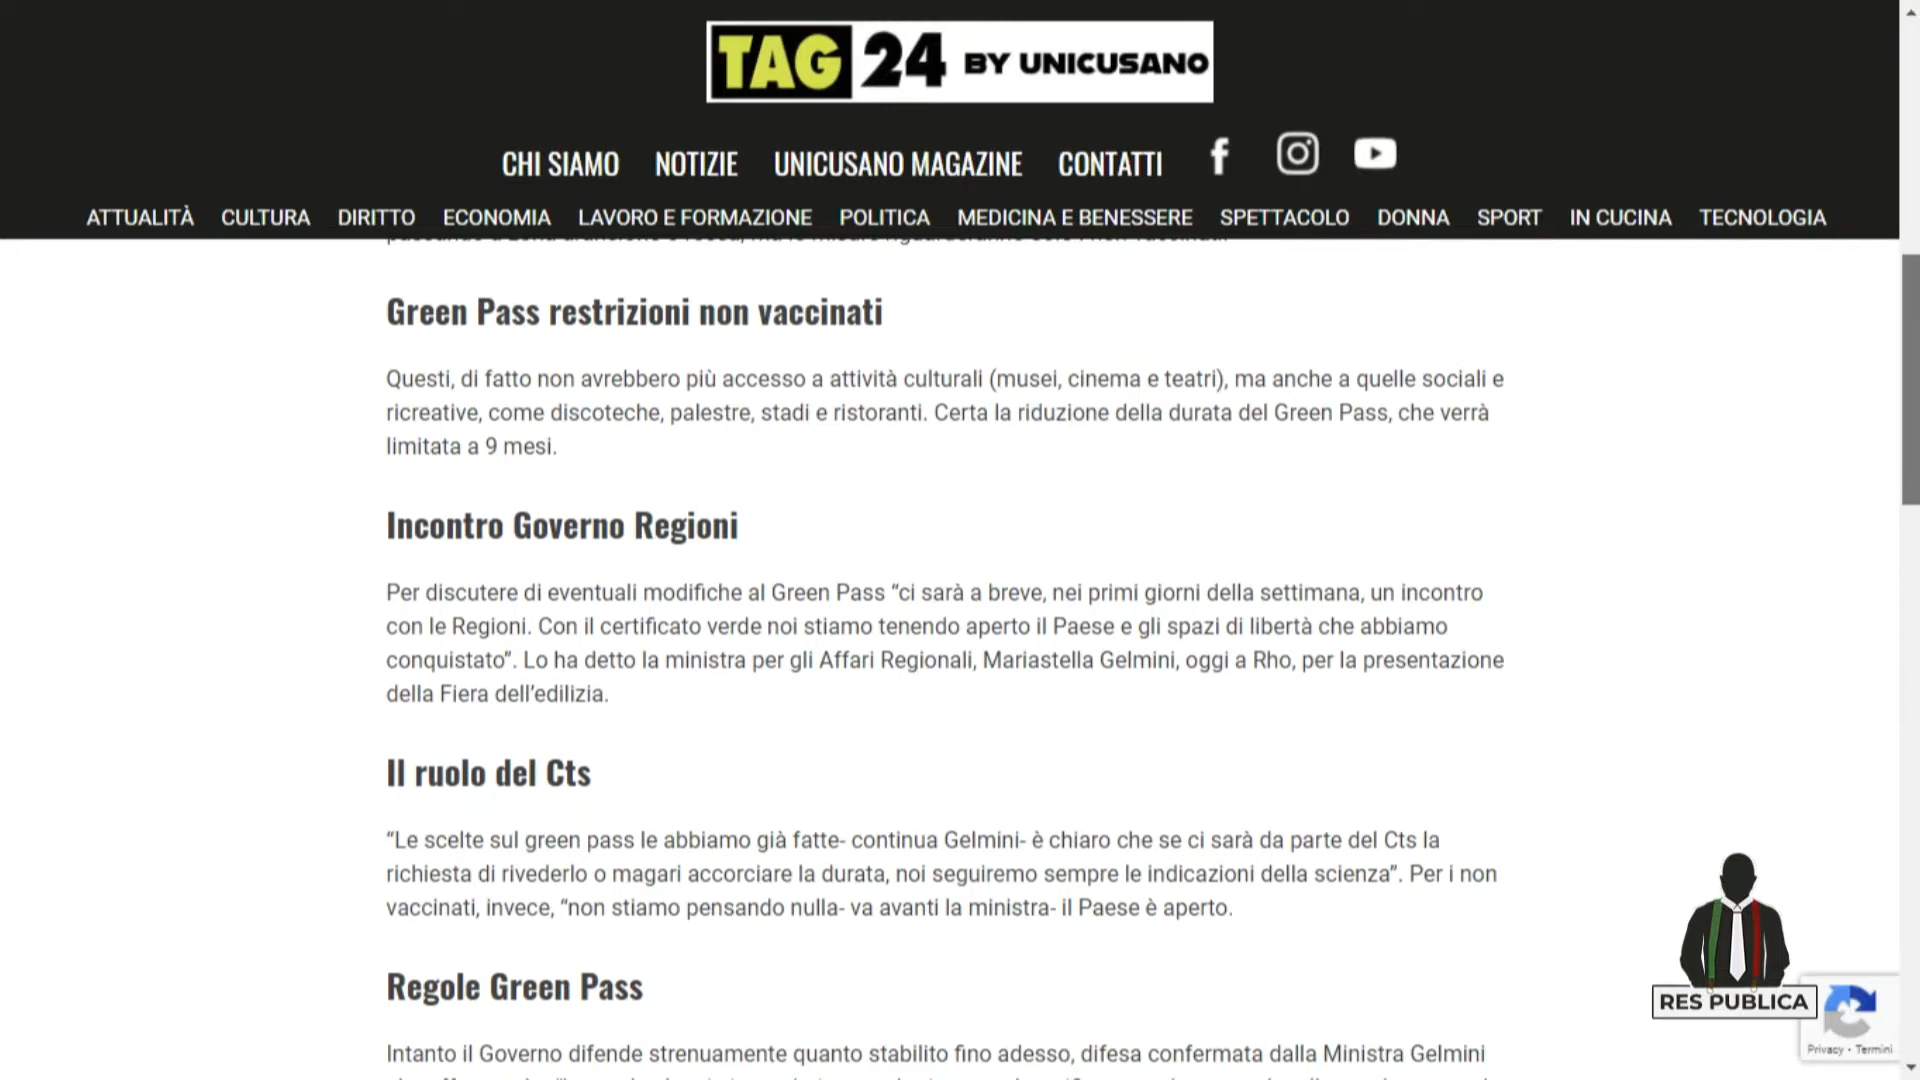 TAG 24 BY UNICUSANO
CHI SIAMO NOTIZIE UNICUSANO MAGAZINE CONTATTI
ATTUALITÀ CULTURA DIRITTO ECONOMIA LAVORO E FORMAZIONE POLITICA MEDICINA E BENESSERE SPETTACOLO DONNA SPORT IN CUCINA TECNOLOGIA
Green Pass restrizioni non vaccinati
Questi, di fatto non avrebbero più accesso a attività culturali (musei, cinema e teatri), ma anche a quelle sociali e
ricreative, come discoteche, palestre, stadi e ristoranti. Certa la riduzione della durata del Green Pass, che verrà
limitata a 9 mesi.
Incontro Governo Regioni
Per discutere di eventuali modifiche al Green Pass “ci sarà a breve, nei primi giorni della settimana, un incontro
con le Regioni. Con il certificato verde noi stiamo tenendo aperto il Paese e gli spazi di libertà che abbiamo
conquistato”. Lo ha detto la ministra per gli Affari Regionali, Mariastella Gelmini, oggi a Rho, per la presentazione
della Fiera dell’edilizia.
Il ruolo del Cts
“Le scelte sul green pass le abbiamo già fatte- continua Gelmini- è chiaro che se ci sarà da parte del Cts la
richiesta di rivederlo o magari accorciare la durata, noi seguiremo sempre le indicazioni della scienza”. Per i non
vaccinati, invece, “non stiamo pensando nulla- va avanti la ministra- il Paese è aperto.
Regole Green Pass
Intanto il Governo difende strenuamente quanto stabilito fino adesso, difesa confermata dalla Ministra Gelmini
RES PUBLICA
Privacy - Termini